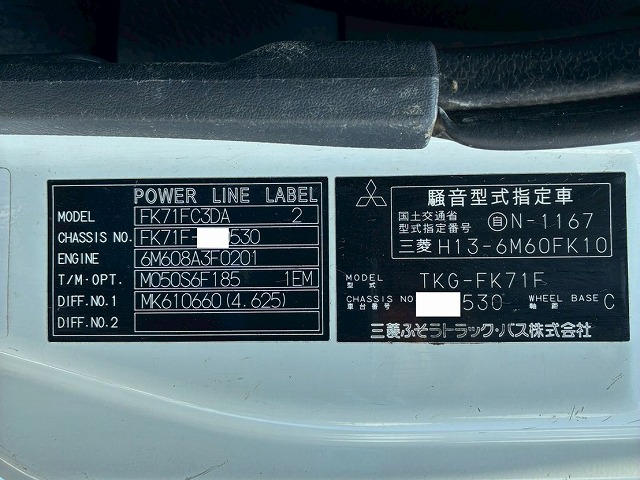 POWER LINE LABEL
MODEL FK71FC3DA 2
CHASSIS NO. FK71F- 530
ENGINE 6M608A3F0201
T/M·OPT. M050S6F185 1EM
DIFF.NO.1 MK610660(4.625)
DIFF.NO.2
騒音型式指定車
国土交通省
型式指定番号 自N-1167
三菱 H13-6M60FK10
MODEL
型式 TKG-FK71F
CHASSIS NO
車台番号 530 WHEEL BASE
軸距 C
三菱ふそうトラック・バス株式会社